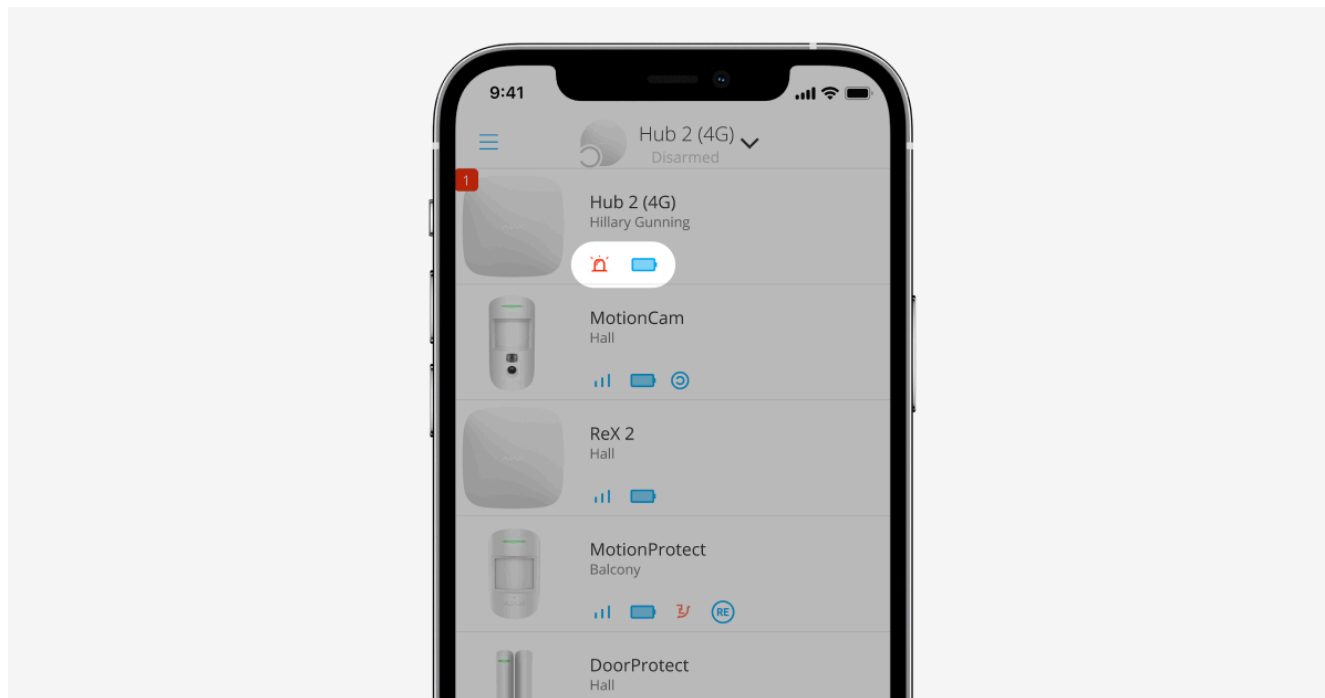 9:41
Hub 2 (4G)
Disarmed
1
Hub 2 (4G)
Hillary Gunning
MotionCam
Hall
ReX 2
Hall
MotionProtect
Balcony
RE
DoorProtect
Hall